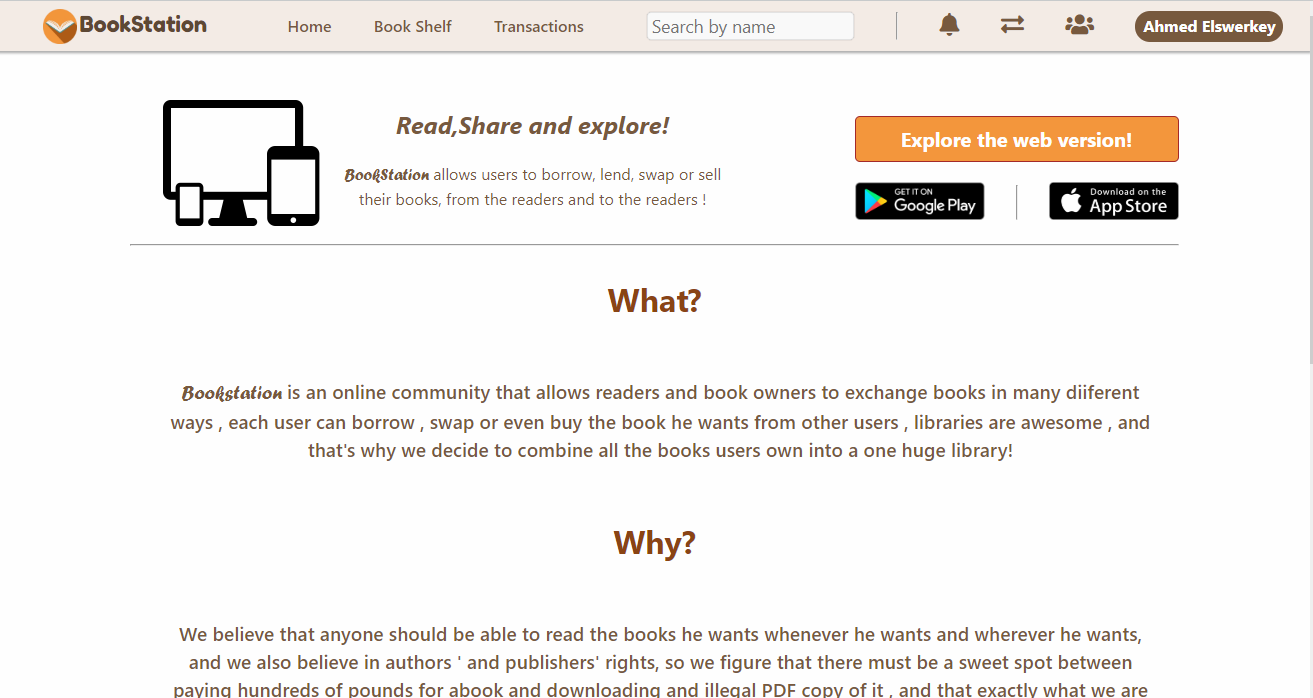 BookStation
Home
Book Shelf
Transactions
Search by name
Ahmed Elswerkey
Read,Share and explore!
BookStation allows users to borrow, lend, swap or sell
their books, from the readers and to the readers !
Explore the web version!
GET IT ON
Google Play
Download on the
App Store
What?
Bookstation is an online community that allows readers and book owners to exchange books in many diiferent
ways , each user can borrow , swap or even buy the book he wants from other users , libraries are awesome , and
that's why we decide to combine all the books users own into a one huge library!
Why?
We believe that anyone should be able to read the books he wants whenever he wants and wherever he wants,
and we also believe in authors ' and publishers' rights, so we figure that there must be a sweet spot between
paying hundreds of pounds for abook and downloading and illegal PDF copy of it , and that exactly what we are